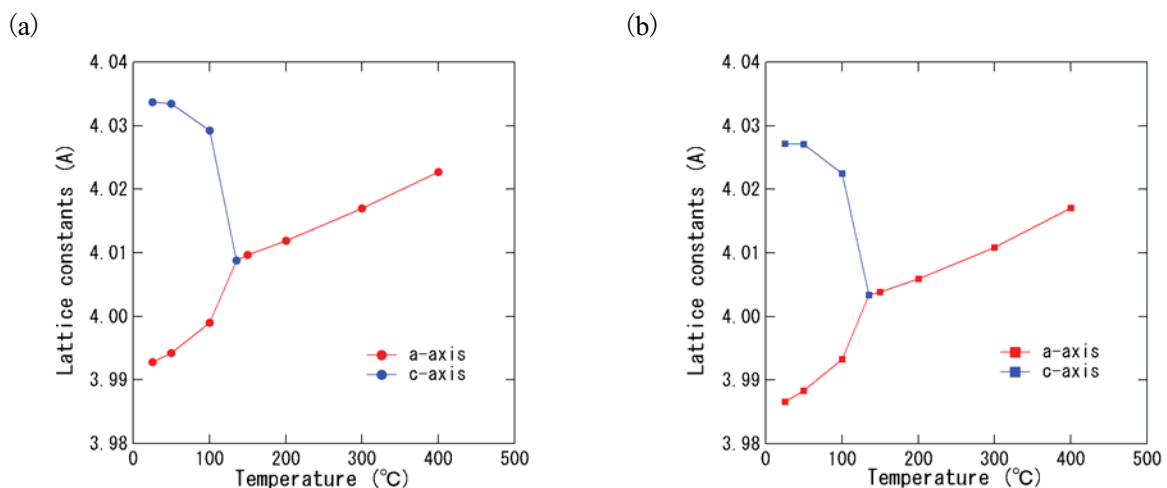 (a)
4.04
4.03
4.02
4.01
4.00
3.99
3.98
Lattice constants (A)
a-axis
c-axis
0 100 200 300 400 500
Temperature (℃)
(b)
4.04
4.03
4.02
4.01
4.00
3.99
3.98
Lattice constants (A)
a-axis
c-axis
0 100 200 300 400 500
Temperature (℃)